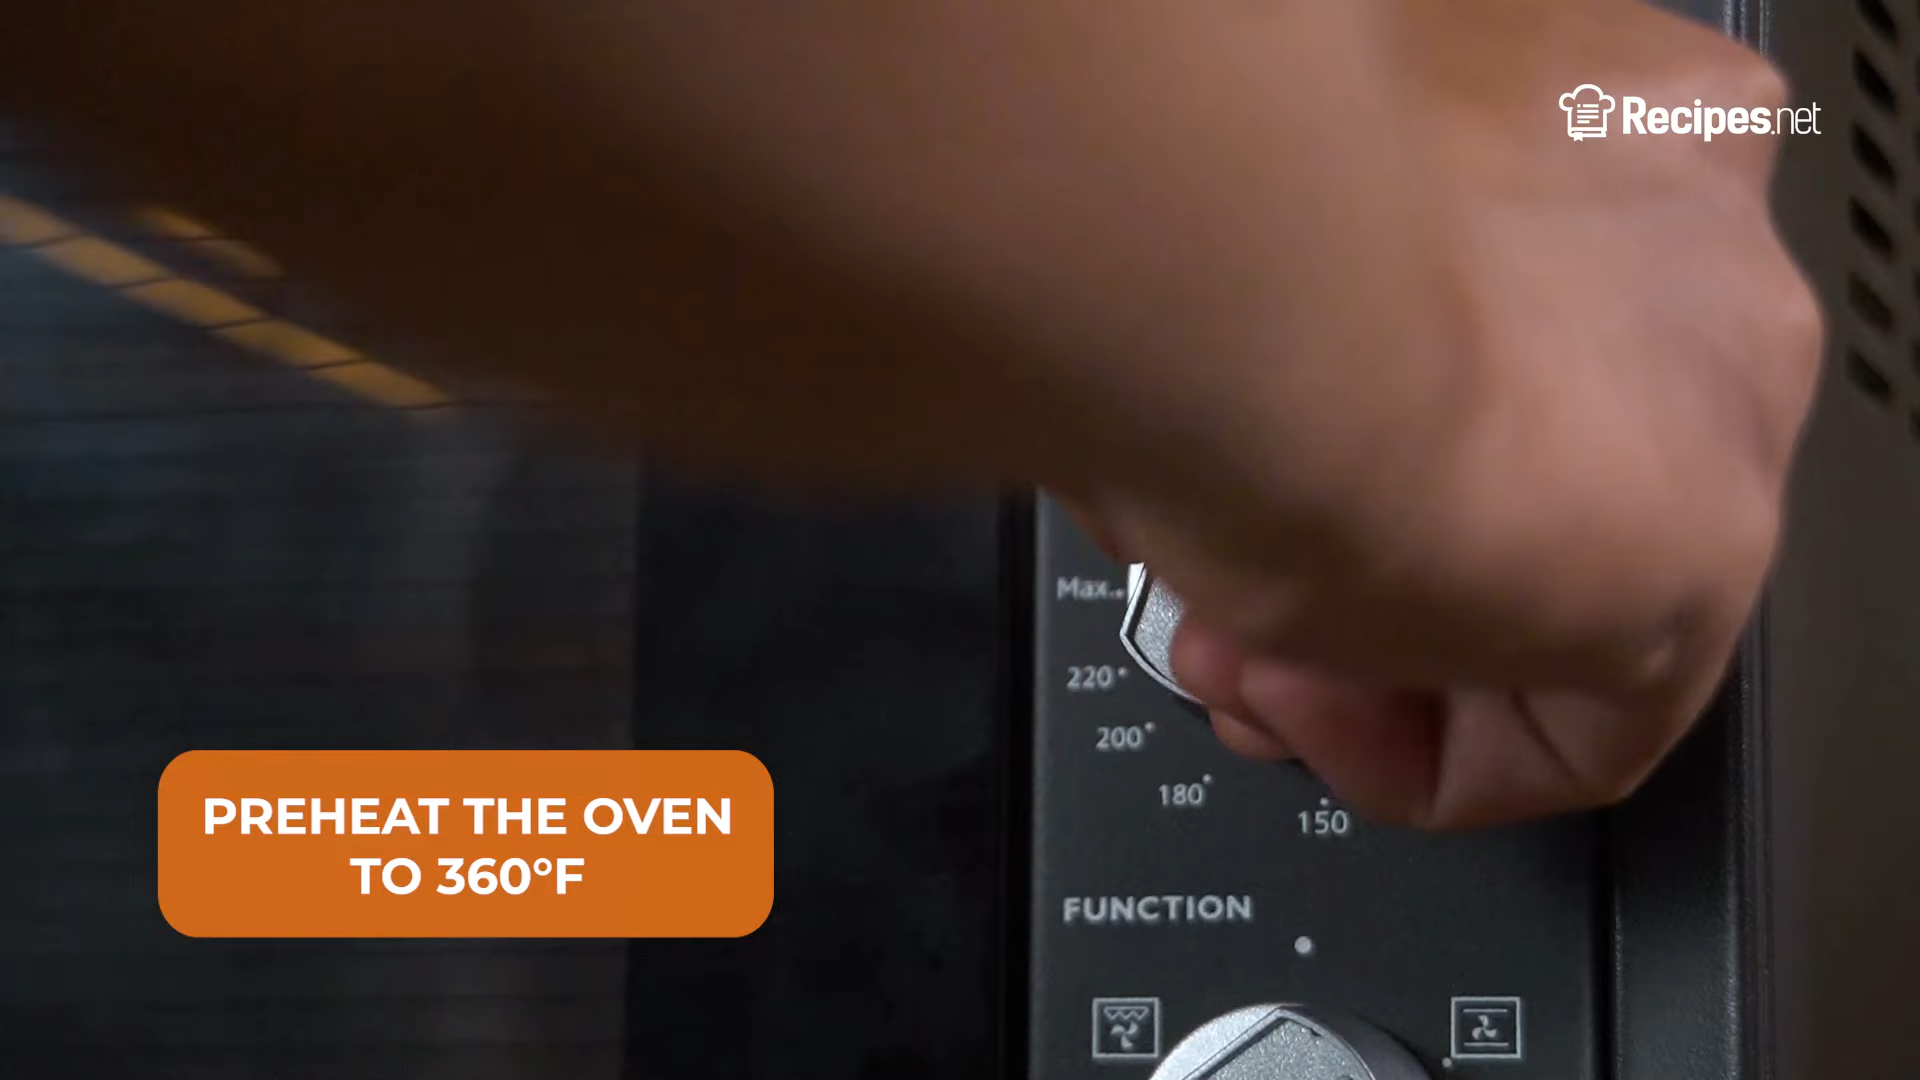 Recipes.net
Max.
220
200
180
150
PREHEAT THE OVEN
TO 360°F
FUNCTION